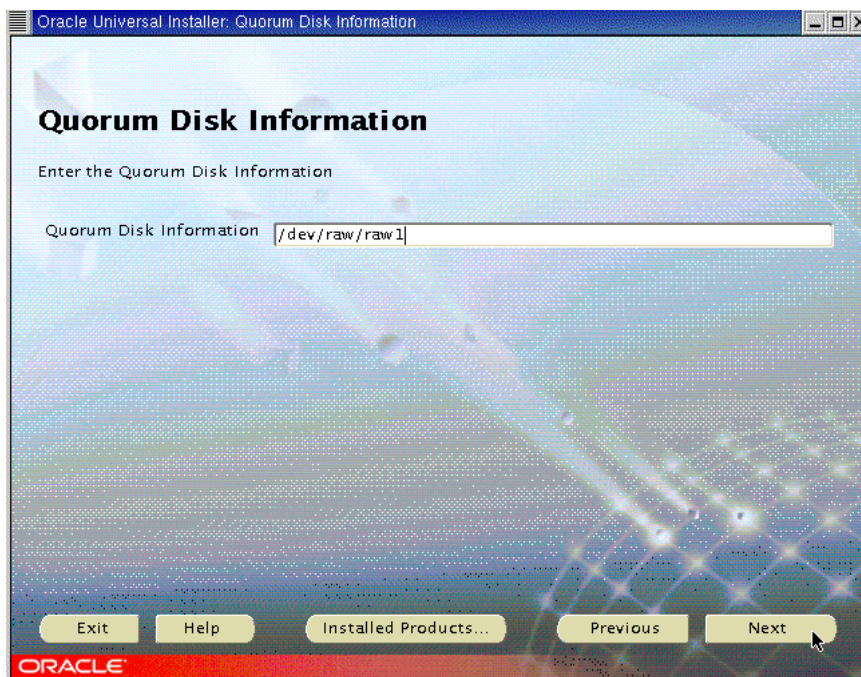 Oracle Universal Installer: Quorum Disk Information
Quorum Disk Information
Enter the Quorum Disk Information
Quorum Disk Information /dev/raw/raw1
Exit Help Installed Products... Previous Next
ORACLE